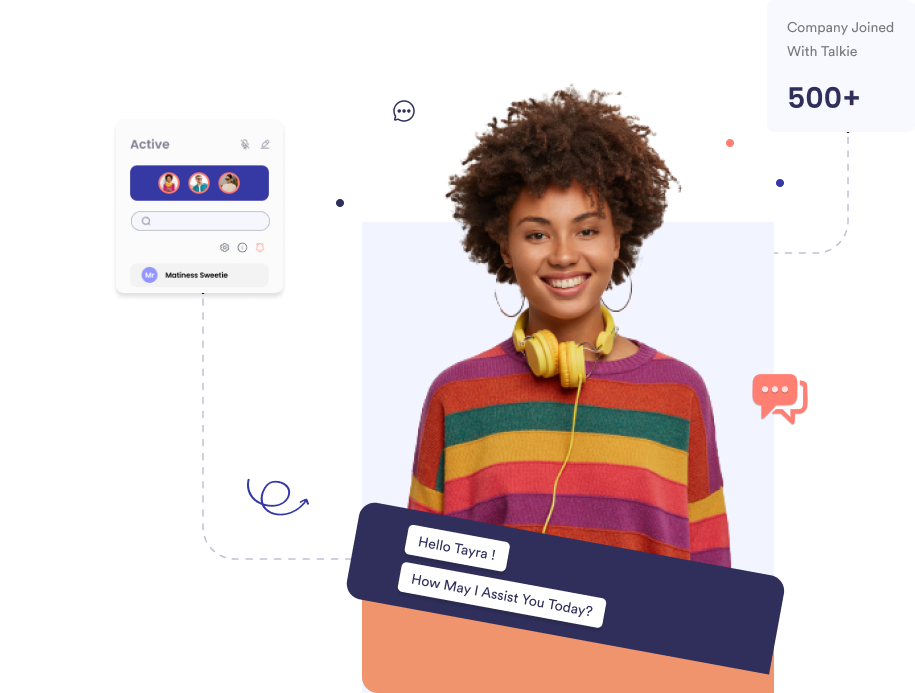 Company Joined
With Talkie
500+
Active
Mr
Matiness Sweetie
Hello Tayra !
How May I Assist You Today?